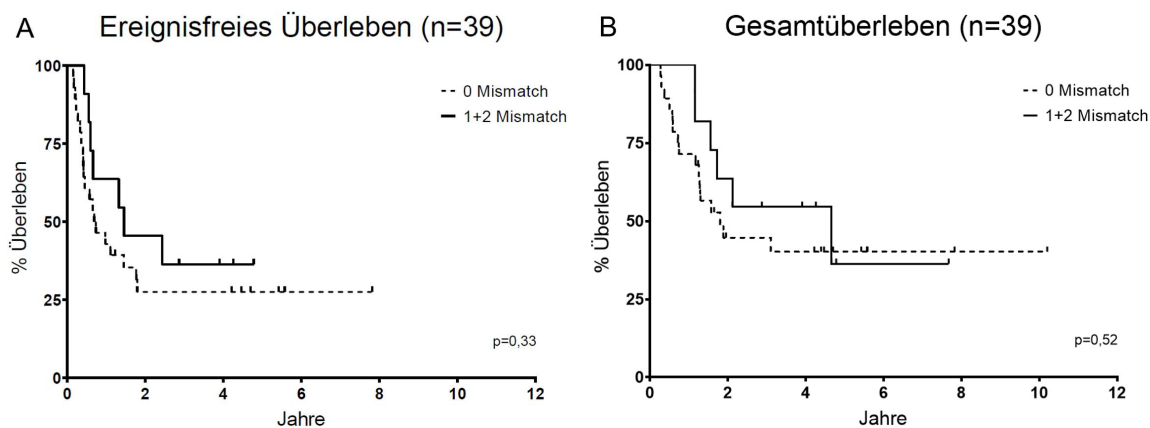 A
Ereignisfreies Überleben (n=39)
% Überleben
100
75
50
25
0
0 Mismatch
1+2 Mismatch
p=0,33
0 2 4 6 8 10 12
Jahre
B
Gesamtüberleben (n=39)
% Überleben
100
75
50
25
0
0 Mismatch
1+2 Mismatch
p=0,52
0 2 4 6 8 10 12
Jahre